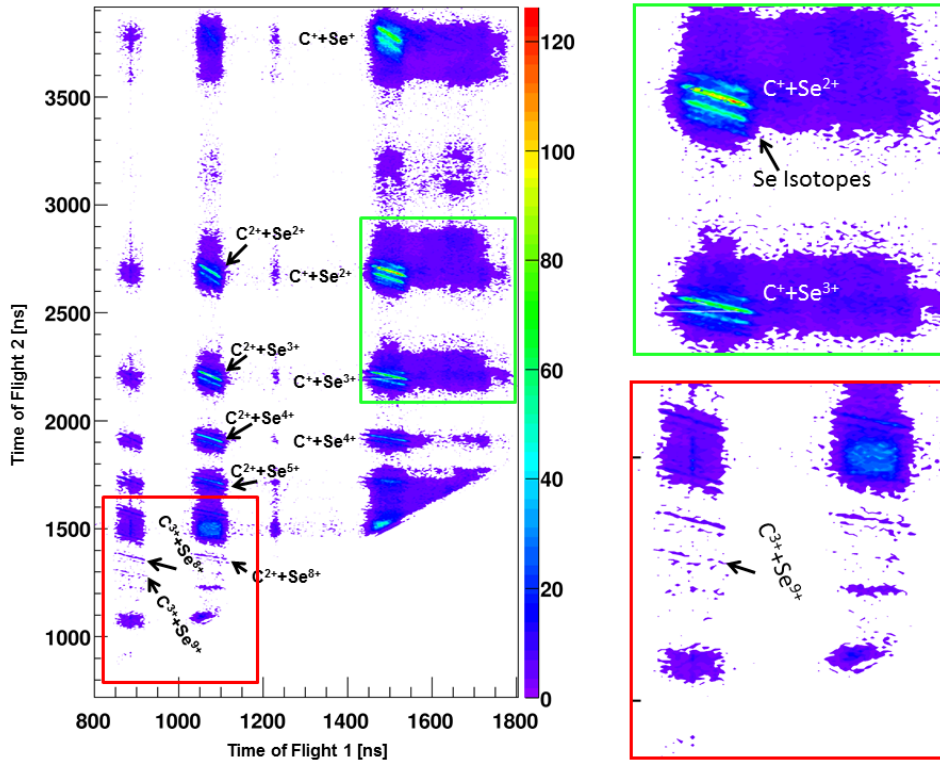 C⁺+Se⁺
C²⁺+Se²⁺
C⁺+Se²⁺
C²⁺+Se³⁺
C⁺+Se³⁺
C²⁺+Se⁴⁺
C⁺+Se⁴⁺
C²⁺+Se⁵⁺
C³⁺+Se⁸⁺
C²⁺+Se⁸⁺
C³⁺+Se⁹⁺
3500
3000
2500
2000
1500
1000
Time of Flight 2 [ns]
800 1000 1200 1400 1600 1800
Time of Flight 1 [ns]
120
100
80
60
40
20
0
C⁺+Se²⁺
Se Isotopes
C⁺+Se³⁺
C³⁺+Se⁹⁺